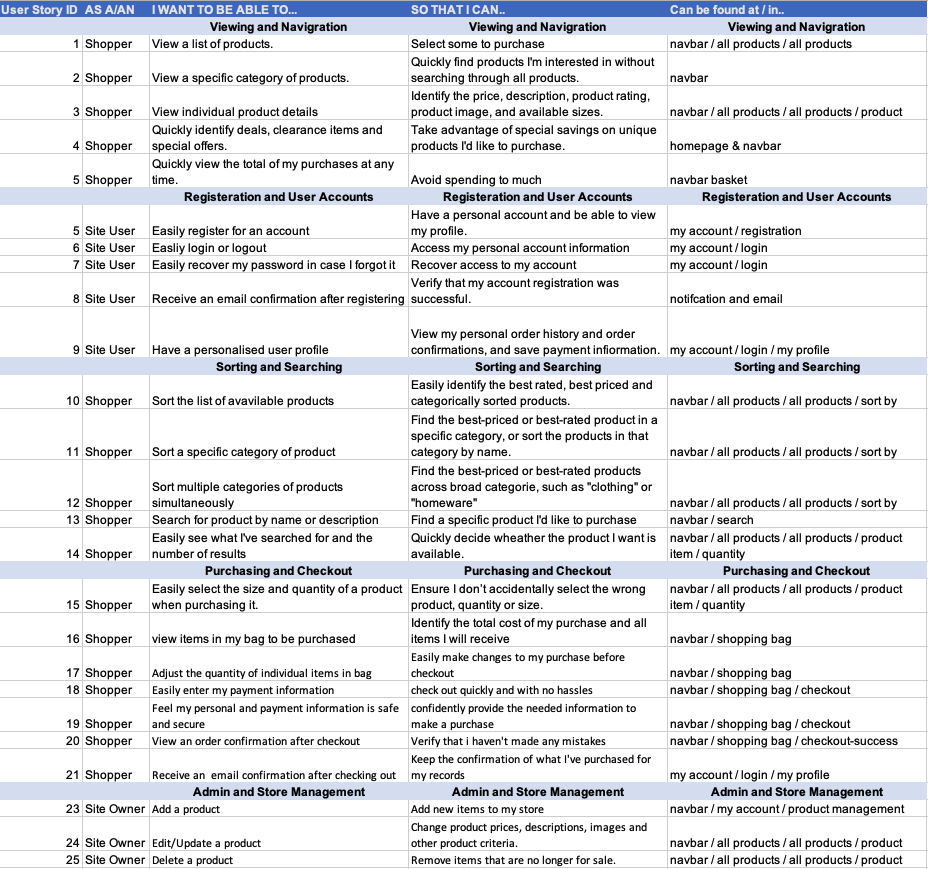 User Story ID AS A/AN I WANT TO BE ABLE TO... SO THAT I CAN.. Can be found at / in..
Viewing and Navigration Viewing and Navigration Viewing and Navigration
1 Shopper View a list of products. Select some to purchase navbar / all products / all products
Quickly find products I'm interested in without
2 Shopper View a specific category of products. searching through all products. navbar
Identify the price, description, product rating,
3 Shopper View individual product details product image, and available sizes. navbar / all products / all products / product
Quickly identify deals, clearance items and Take advantage of special savings on unique
4 Shopper special offers. products I'd like to purchase. homepage & navbar
Quickly view the total of my purchases at any
5 Shopper time. Avoid spending to much navbar basket
Registeration and User Accounts Registeration and User Accounts Registeration and User Accounts
Have a personal account and be able to view
5 Site User Easily register for an account my profile. my account / registration
6 Site User Easliy login or logout Access my personal account information my account / login
7 Site User Easily recover my password in case I forgot it Recover access to my account my account / login
Verify that my account registration was
8 Site User Receive an email confirmation after registering successful. notifcation and email
View my personal order history and order
9 Site User Have a personalised user profile confirmations, and save payment information. my account / login / my profile
Sorting and Searching Sorting and Searching Sorting and Searching
Easily identify the best rated, best priced and
10 Shopper Sort the list of avavilable products categorically sorted products. navbar / all products / all products / sort by
Find the best-priced or best-rated product in a
specific category, or sort the products in that
11 Shopper Sort a specific category of product category by name. navbar / all products / all products / sort by
Find the best-priced or best-rated products
Sort multiple categories of products across broad categorie, such as "clothing" or
12 Shopper simultaneously "homeware" navbar / all products / all products / sort by
13 Shopper Search for product by name or description Find a specific product I'd like to purchase navbar / search
Easily see what I've searched for and the Quickly decide wheather the product I want is navbar / all products / all products / product
14 Shopper number of results available. item / quantity
Purchasing and Checkout Purchasing and Checkout Purchasing and Checkout
Easily select the size and quantity of a product Ensure I don't accidentally select the wrong navbar / all products / all products / product
15 Shopper when purchasing it. product, quantity or size. item / quantity
Identify the total cost of my purchase and all
16 Shopper view items in my bag to be purchased items I will receive navbar / shopping bag
Easily make changes to my purchase before
17 Shopper Adjust the quantity of individual items in bag checkout navbar / shopping bag
18 Shopper Easily enter my payment information check out quickly and with no hassles navbar / shopping bag / checkout
Feel my personal and payment information is safe confidently provide the needed information to
19 Shopper and secure make a purchase navbar / shopping bag / checkout
20 Shopper View an order confirmation after checkout Verify that i haven't made any mistakes navbar / shopping bag / checkout-success
Keep the confirmation of what I've purchased for
21 Shopper Receive an email confirmation after checking out my records my account / login / my profile
Admin and Store Management Admin and Store Management Admin and Store Management
23 Site Owner Add a product Add new items to my store navbar / my account / product management
Change product prices, descriptions, images and
24 Site Owner Edit/Update a product other product criteria. navbar / all products / all products / product
25 Site Owner Delete a product Remove items that are no longer for sale. navbar / all products / all products / product